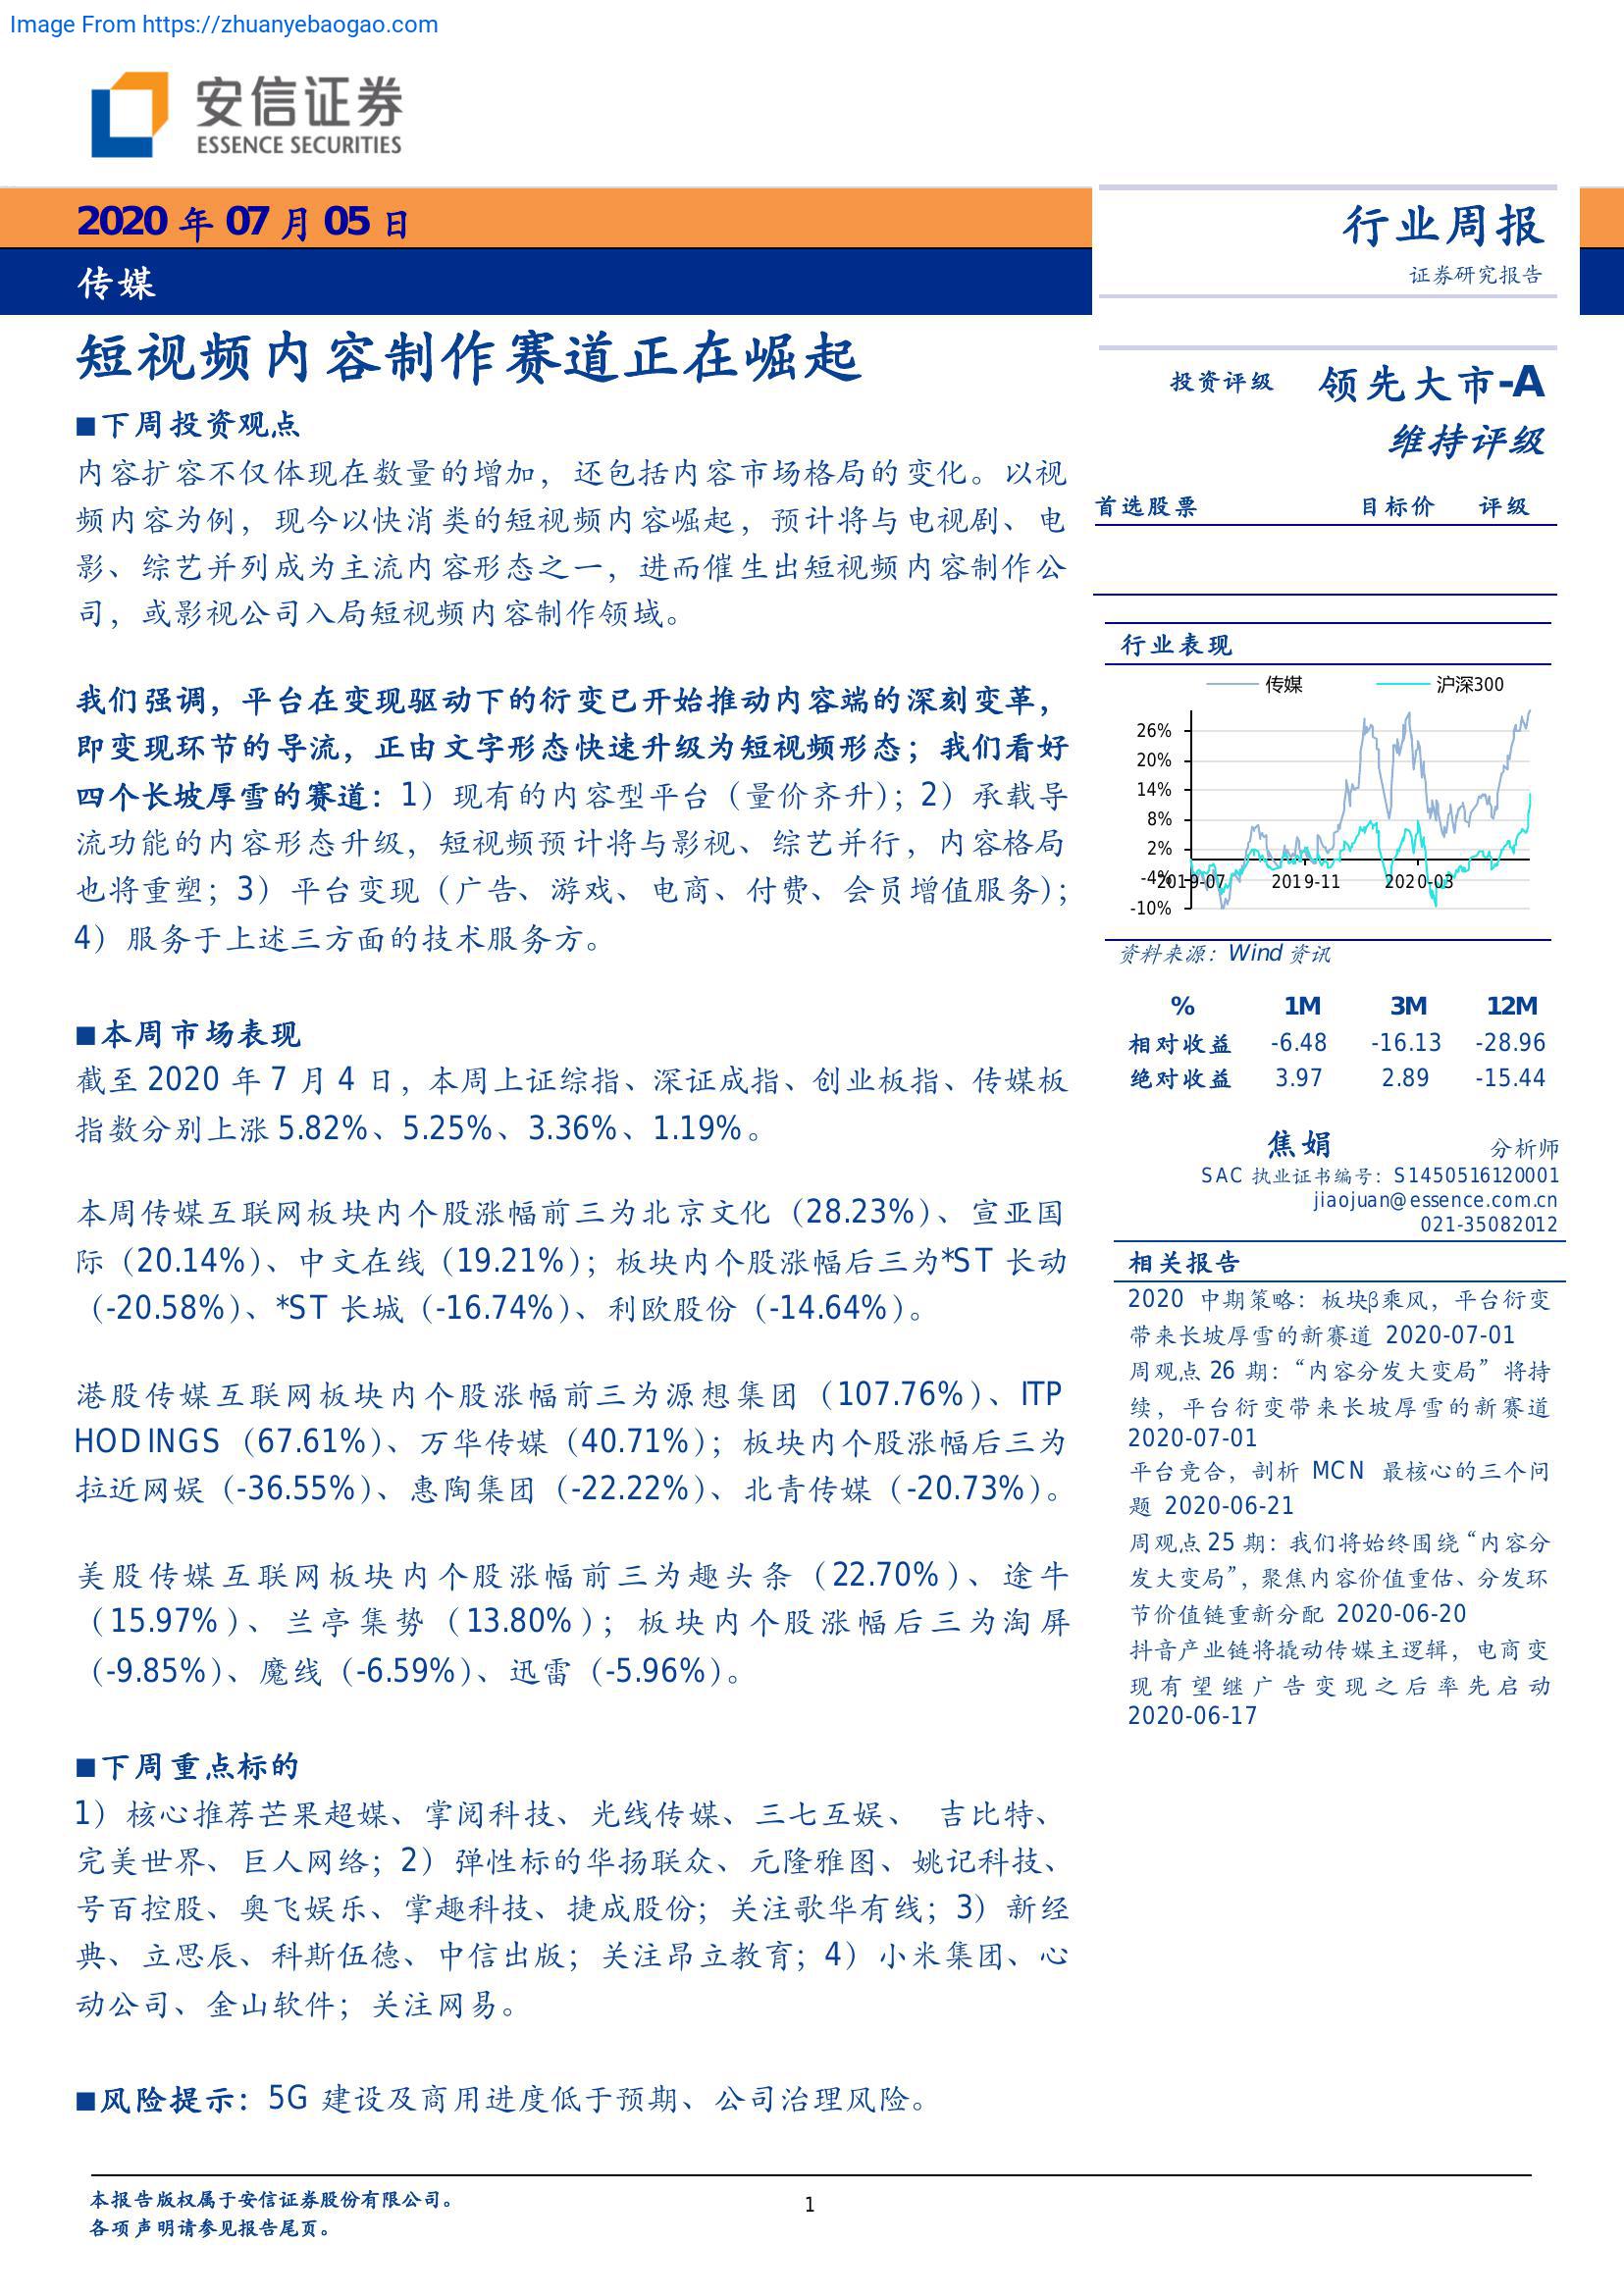 Image From https://zhuanyebaogao.com
安信证券
ESSENCE SECURITIES
2020 年 07 月 05 日
传媒
行业周报
证券研究报告
短视频内容制作赛道正在崛起
■下周投资观点
内容扩容不仅体现在数量的增加，还包括内容市场格局的变化。以视
频内容为例，现今以快消类的短视频内容崛起，预计将与电视剧、电
影、综艺并列成为主流内容形态之一，进而催生出短视频内容制作公
司，或影视公司入局短视频内容制作领域。
我们强调，平台在变现驱动下的衍变已开始推动内容端的深刻变革，
即变现环节的导流，正由文字形态快速升级为短视频形态；我们看好
四个长坡厚雪的赛道：1）现有的内容型平台（量价齐升）；2）承载导
流功能的内容形态升级，短视频预计将与影视、综艺并行，内容格局
也将重塑；3）平台变现（广告、游戏、电商、付费、会员增值服务）；
4）服务于上述三方面的技术服务方。
■本周市场表现
截至 2020 年 7 月 4 日，本周上证综指、深证成指、创业板指、传媒板
指数分别上涨 5.82%、5.25%、3.36%、1.19%。
本周传媒互联网板块内个股涨幅前三为北京文化（28.23%）、宣亚国
际（20.14%）、中文在线（19.21%）；板块内个股涨幅后三为*ST 长动
（-20.58%）、*ST 长城（-16.74%）、利欧股份（-14.64%）。
港股传媒互联网板块内个股涨幅前三为源想集团（107.76%）、ITP
HODINGS（67.61%）、万华传媒（40.71%）；板块内个股涨幅后三为
拉近网娱（-36.55%）、惠陶集团（-22.22%）、北青传媒（-20.73%）。
美股传媒互联网板块内个股涨幅前三为趣头条（22.70%）、途牛
（15.97%）、兰亭集势（13.80%）；板块内个股涨幅后三为淘屏
（-9.85%）、魔线（-6.59%）、迅雷（-5.96%）。
■下周重点标的
1）核心推荐芒果超媒、掌阅科技、光线传媒、三七互娱、 吉比特、
完美世界、巨人网络；2）弹性标的华扬联众、元隆雅图、姚记科技、
号百控股、奥飞娱乐、掌趣科技、捷成股份；关注歌华有线；3）新经
典、立思辰、科斯伍德、中信出版；关注昂立教育；4）小米集团、心
动公司、金山软件；关注网易。
■风险提示：5G 建设及商用进度低于预期、公司治理风险。
投资评级 领先大市-A
维持评级
首选股票 目标价 评级
行业表现
传媒 沪深300
26%
20%
14%
8%
2%
-4%
-10%
2019-07 2019-11 2020-03
资料来源：Wind 资讯
% 1M 3M 12M
相对收益 -6.48 -16.13 -28.96
绝对收益 3.97 2.89 -15.44
焦娟 分析师
SAC 执业证书编号：S1450516120001
jiaojuan@essence.com.cn
021-35082012
相关报告
2020 中期策略：板块β乘风，平台衍变
带来长坡厚雪的新赛道 2020-07-01
周观点 26 期：“内容分发大变局”将持
续，平台衍变带来长坡厚雪的新赛道
2020-07-01
平台竞合，剖析 MCN 最核心的三个问
题 2020-06-21
周观点 25 期：我们将始终围绕“内容分
发大变局”，聚焦内容价值重估、分发环
节价值链重新分配 2020-06-20
抖音产业链将撬动传媒主逻辑，电商变
现有望继广告变现之后率先启动
2020-06-17
本报告版权属于安信证券股份有限公司。
各项声明请参见报告尾页。
1